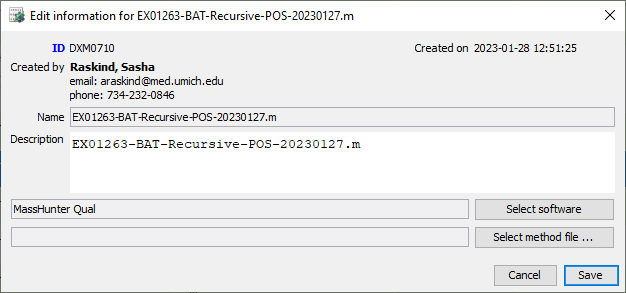 Edit information for EX01263-BAT-Recursive-POS-20230127.m
ID DXM0710 Created on 2023-01-28 12:51:25
Created by Raskind, Sasha
email: araskind@med.umich.edu
phone: 734-232-0846
Name EX01263-BAT-Recursive-POS-20230127.m
Description EX01263-BAT-Recursive-POS-20230127.m
MassHunter Qual Select software
Select method file ...
Cancel Save